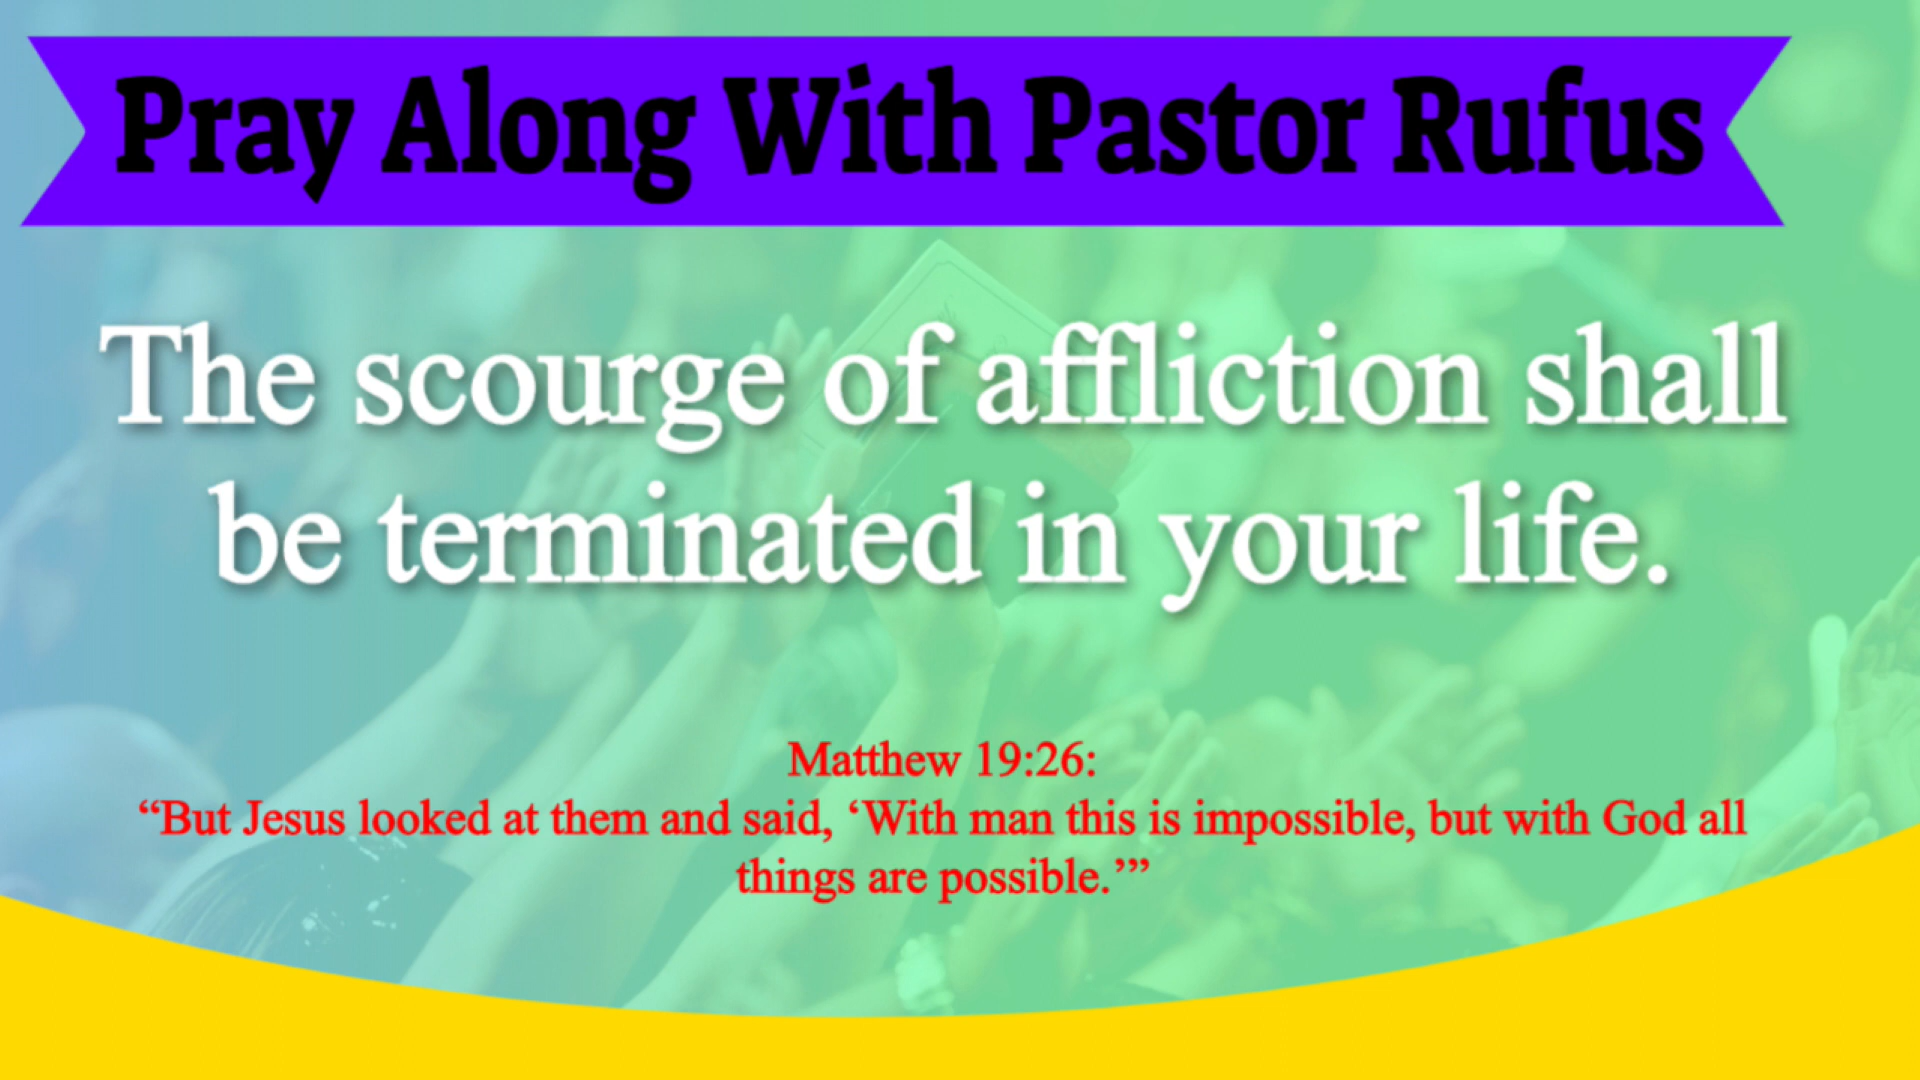 Pray Along With Pastor Rufus
The scourge of affliction shall
be terminated in your life.
Matthew 19:26:
“But Jesus looked at them and said, ‘With man this is impossible, but with God all
things are possible.’”